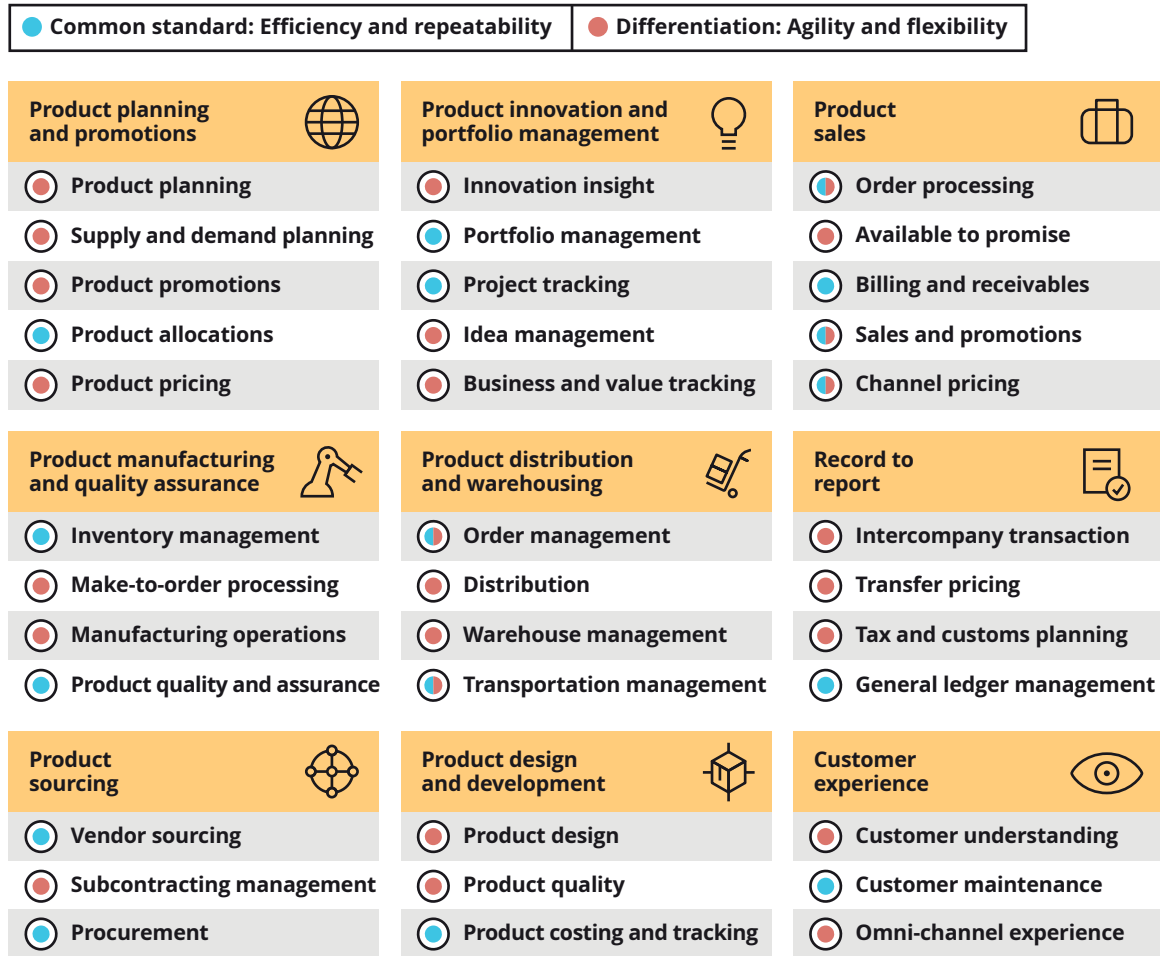 Common standard: Efficiency and repeatability
Differentiation: Agility and flexibility
Product planning
and promotions
Product planning
Supply and demand planning
Product promotions
Product allocations
Product pricing
Product innovation and
portfolio management
Innovation insight
Portfolio management
Project tracking
Idea management
Business and value tracking
Product
sales
Order processing
Available to promise
Billing and receivables
Sales and promotions
Channel pricing
Product manufacturing
and quality assurance
Inventory management
Make-to-order processing
Manufacturing operations
Product quality and assurance
Product distribution
and warehousing
Order management
Distribution
Warehouse management
Transportation management
Record to
report
Intercompany transaction
Transfer pricing
Tax and customs planning
General ledger management
Product
sourcing
Vendor sourcing
Subcontracting management
Procurement
Product design
and development
Product design
Product quality
Product costing and tracking
Customer
experience
Customer understanding
Customer maintenance
Omni-channel experience